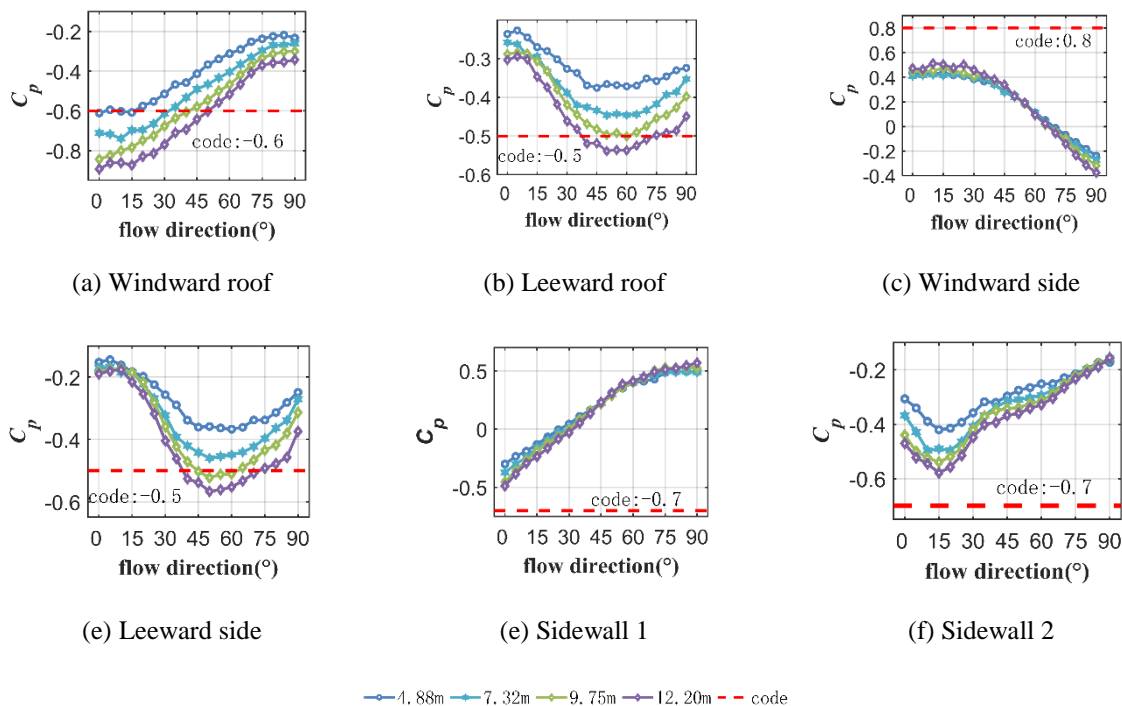 -0.2
-0.4
-0.6
-0.8
Cp
code:-0.6
0 15 30 45 60 75 90
flow direction(°)
(a) Windward roof
-0.3
-0.4
-0.5
-0.6
Cp
code:-0.5
0 15 30 45 60 75 90
flow direction(°)
(b) Leeward roof
0.8
0.6
0.4
0.2
0
-0.2
-0.4
Cp
code:0.8
0 15 30 45 60 75 90
flow direction(°)
(c) Windward side
-0.2
-0.4
-0.6
Cp
code:-0.5
0 15 30 45 60 75 90
flow direction(°)
(e) Leeward side
0.5
0
-0.5
Cp
code:-0.7
0 15 30 45 60 75 90
flow direction(°)
(e) Sidewall 1
-0.2
-0.4
-0.6
Cp
code:-0.7
0 15 30 45 60 75 90
flow direction(°)
(f) Sidewall 2
4.88m 7.32m 9.75m 12.20m code